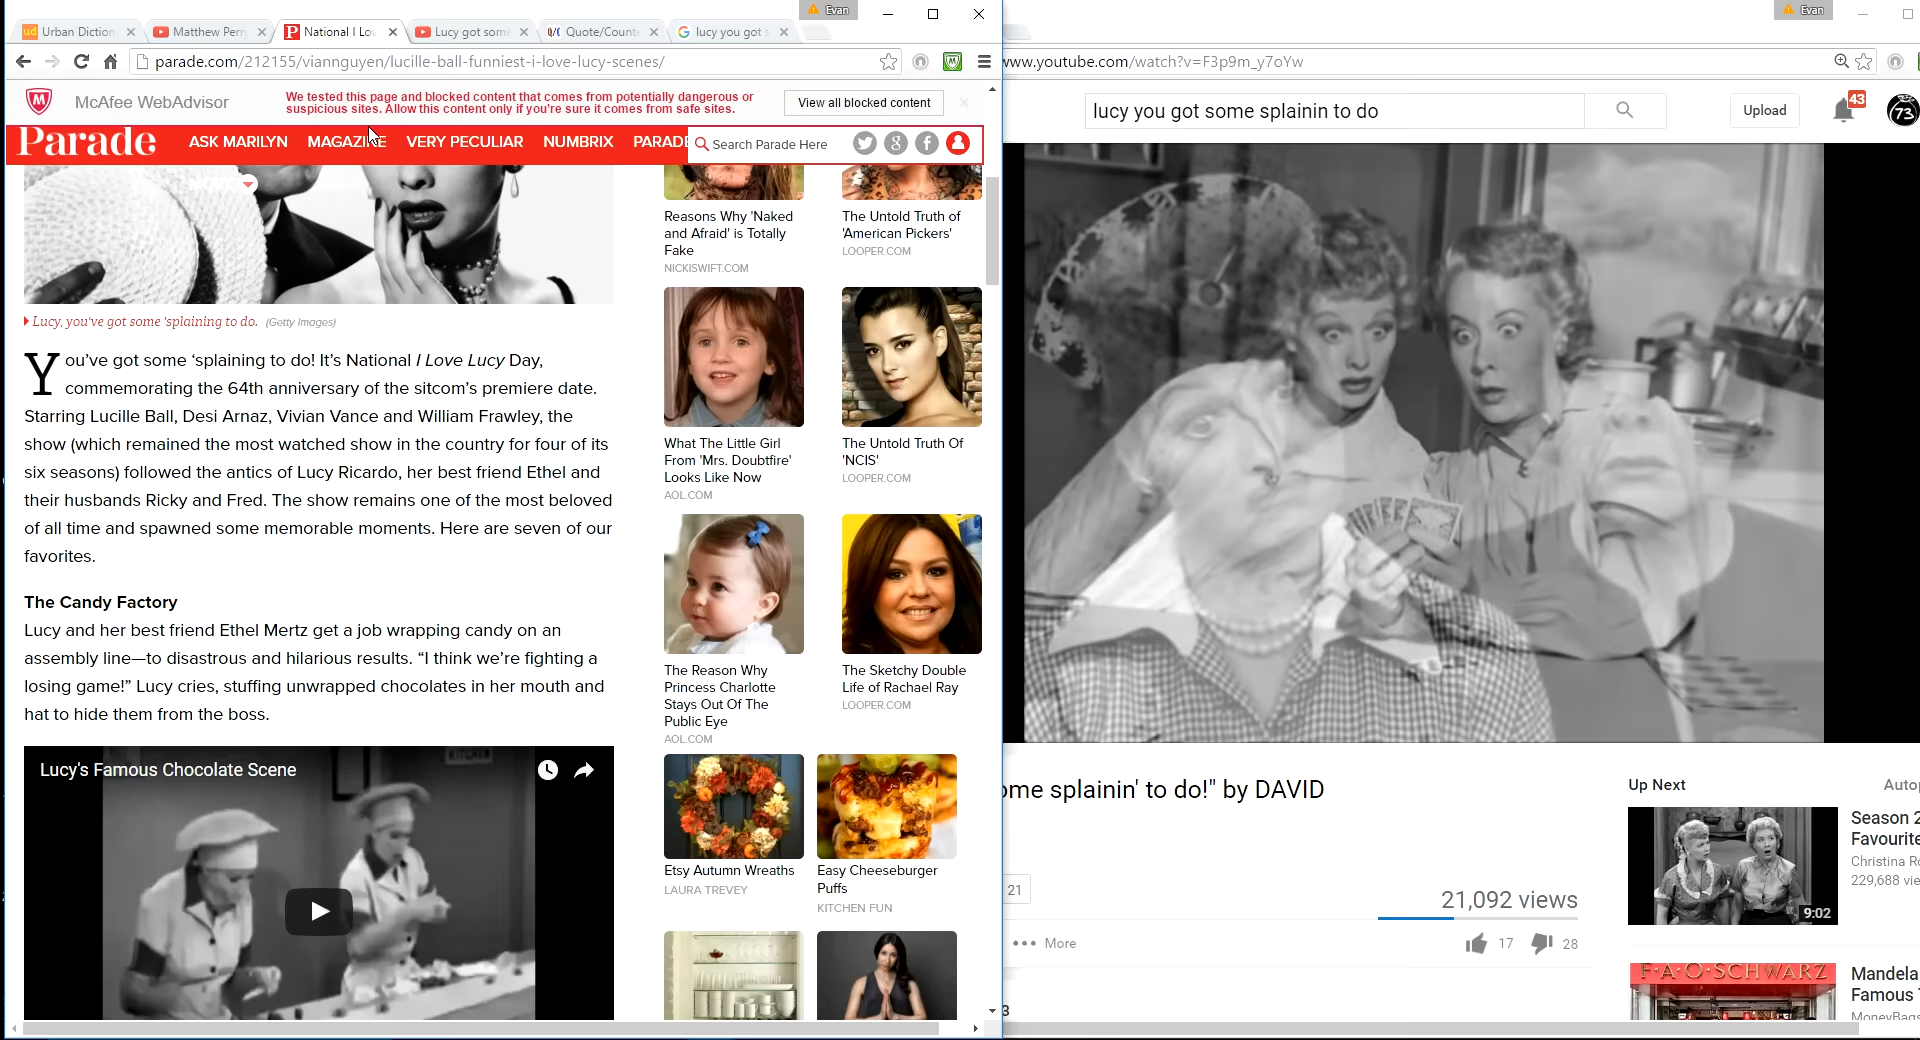 Evan
Urban Diction
Matthew Perr
National I Lo
Lucy got some
Quote/Counte
lucy you got s
parade.com/212155/viannguyen/lucille-ball-funniest-i-love-lucy-scenes/
McAfee WebAdvisor
We tested this page and blocked content that comes from potentially dangerous or
suspicious sites. Allow this content only if you're sure it comes from safe sites.
View all blocked content
Parade
ASK MARILYN
MAGAZINE
VERY PECULIAR
NUMBRIX
PARADE
Search Parade Here
Lucy, you've got some 'splaining to do. (Getty Images)
You've got some 'splaining to do! It's National I Love Lucy Day,
commemorating the 64th anniversary of the sitcom's premiere date.
Starring Lucille Ball, Desi Arnaz, Vivian Vance and William Frawley, the
show (which remained the most watched show in the country for four of its
six seasons) followed the antics of Lucy Ricardo, her best friend Ethel and
their husbands Ricky and Fred. The show remains one of the most beloved
of all time and spawned some memorable moments. Here are seven of our
favorites.
The Candy Factory
Lucy and her best friend Ethel Mertz get a job wrapping candy on an
assembly line—to disastrous and hilarious results. “I think we're fighting a
losing game!” Lucy cries, stuffing unwrapped chocolates in her mouth and
hat to hide them from the boss.
Lucy's Famous Chocolate Scene
KITCHEN
Reasons Why 'Naked
and Afraid' is Totally
Fake
NICKISWIFT.COM
The Untold Truth of
'American Pickers'
LOOPER.COM
What The Little Girl
From 'Mrs. Doubtfire'
Looks Like Now
AOL.COM
The Untold Truth Of
'NCIS'
LOOPER.COM
The Reason Why
Princess Charlotte
Stays Out Of The
Public Eye
AOL.COM
The Sketchy Double
Life of Rachael Ray
LOOPER.COM
Etsy Autumn Wreaths
LAURA TREVEY
Easy Cheeseburger
Puffs
KITCHEN FUN
Evan
www.youtube.com/watch?v=F3p9m_y7oYw
lucy you got some splainin to do
Upload
43
73
ome splainin' to do!" by DAVID
21
21,092 views
More
17
28
3
Up Next
Autop
9:02
Season 2
Favourite
Christina Ro
229,688 vie
F·A·O·SCHWARZ
Mandela
Famous
MoneyBags